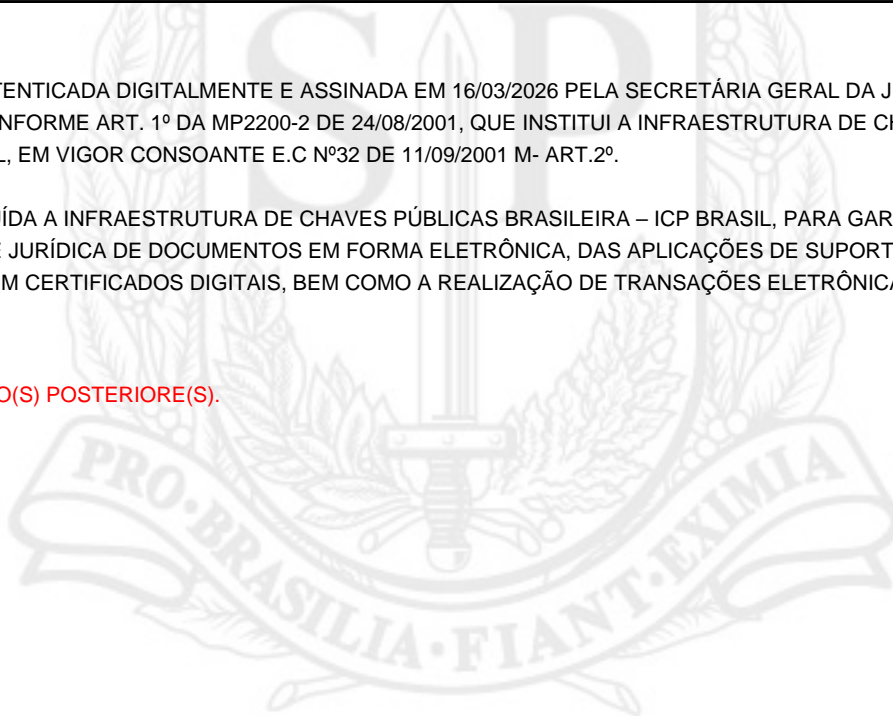 TENTICADA DIGITALMENTE E ASSINADA EM 16/03/2026 PELA SECRETÁRIA GERAL DA J
NFORME ART. 1º DA MP2200-2 DE 24/08/2001, QUE INSTITUI A INFRAESTRUTURA DE CH
L, EM VIGOR CONSOANTE E.C Nº32 DE 11/09/2001 M- ART.2º.
UÍDA A INFRAESTRUTURA DE CHAVES PÚBLICAS BRASILEIRA – ICP BRASIL, PARA GAR
E JURÍDICA DE DOCUMENTOS EM FORMA ELETRÔNICA, DAS APLICAÇÕES DE SUPORT
M CERTIFICADOS DIGITAIS, BEM COMO A REALIZAÇÃO DE TRANSAÇÕES ELETRÔNICA
O(S) POSTERIORE(S).
SP
PRO·BRASILIA·FIANT·EXIMIA